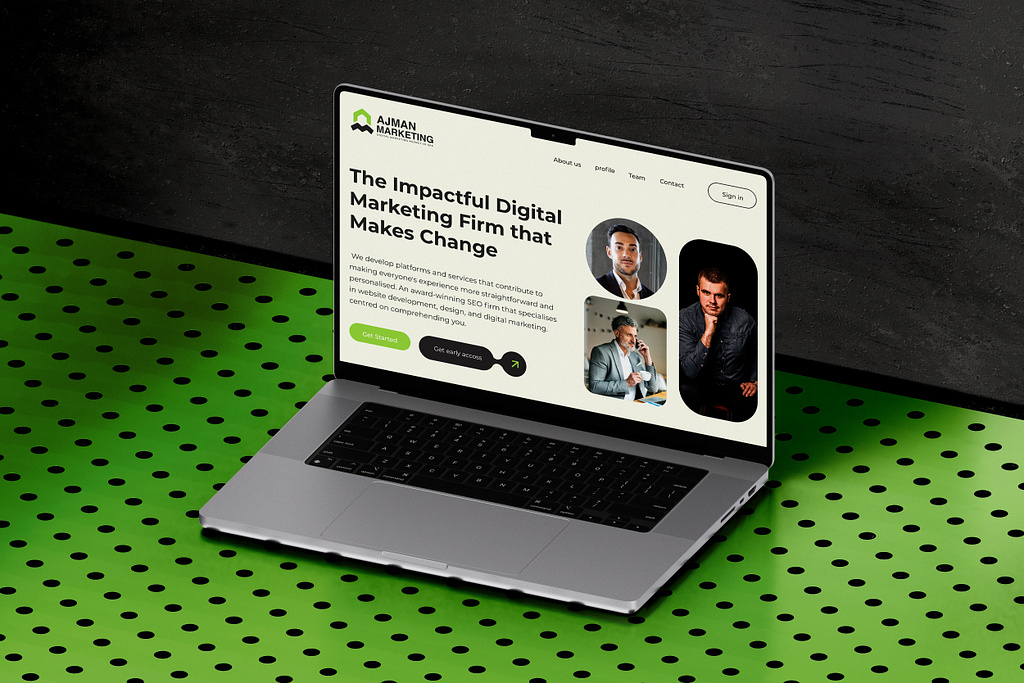 AJMAN
MARKETING
About us
profile
Team
Contact
Sign in
The Impactful Digital
Marketing Firm that
Makes Change
We develop platforms and services that contribute to
making everyone's experience more straightforward and
personalised. An award-winning SEO firm that specialises
in website development, design, and digital marketing.
centred on comprehending you.
Get Started
Get early access